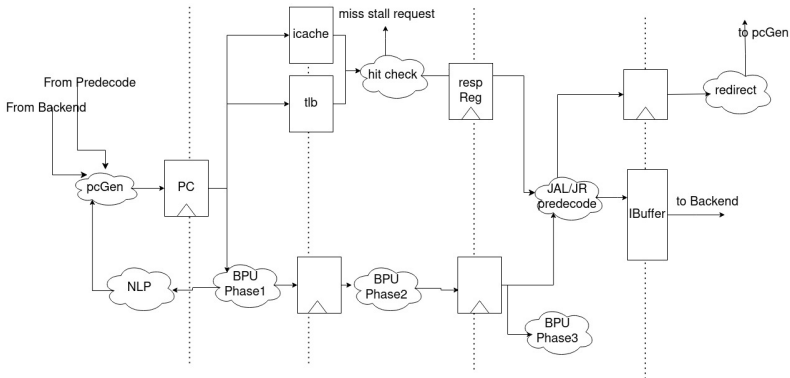 miss stall request
icache
to pcGen
From Predecode
hit check
resp
Reg
redirect
From Backend
tlb
pcGen
PC
JAL/JR
predecode
IBuffer
to Backend
NLP
BPU
Phase1
BPU
Phase2
BPU
Phase3